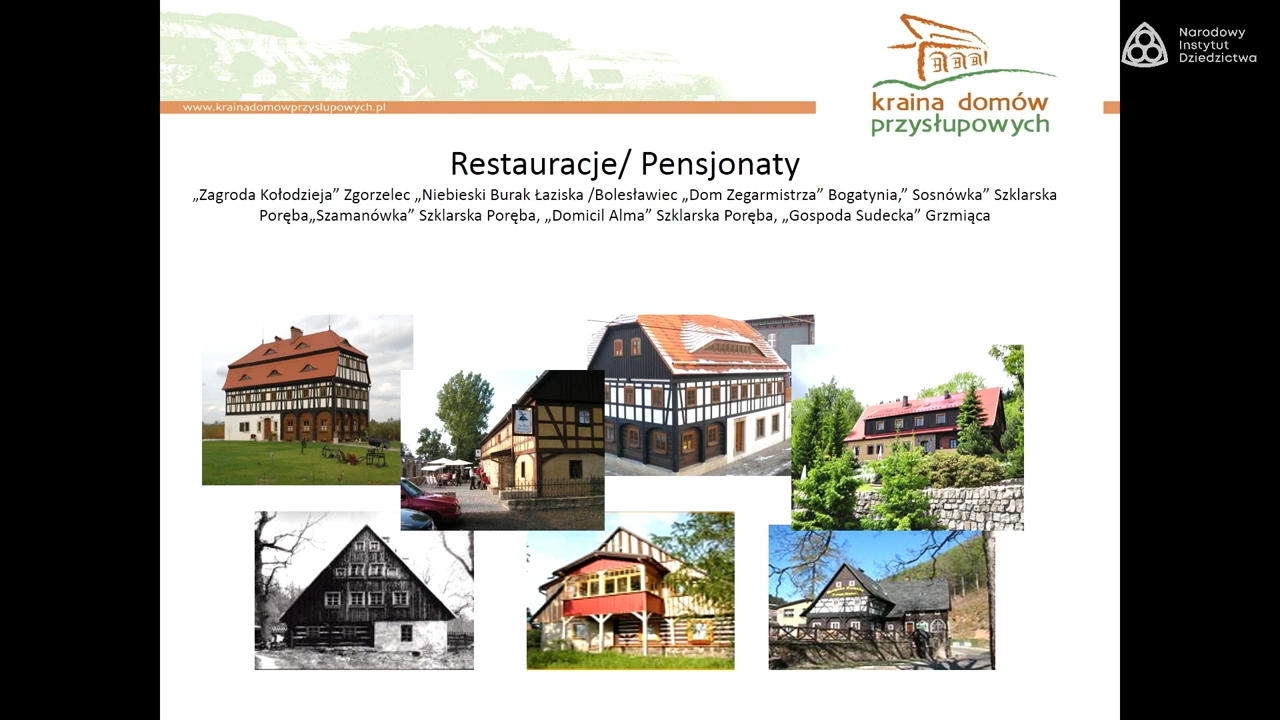 Narodowy
Instytut
Dziedzictwa
www.krainadomowprzyslupowych.pl
kraina domów
przysłupowych
Restauracje/ Pensjonaty
„Zagroda Kołodzieja” Zgorzelec „Niebieski Burak Łaziska /Bolesławiec „Dom Zegarmistrza” Bogatynia,” Sosnówka” Szklarska
Poręba„Szamanówka” Szklarska Poręba, „Domicil Alma” Szklarska Poręba, „Gospoda Sudecka” Grzmiąca